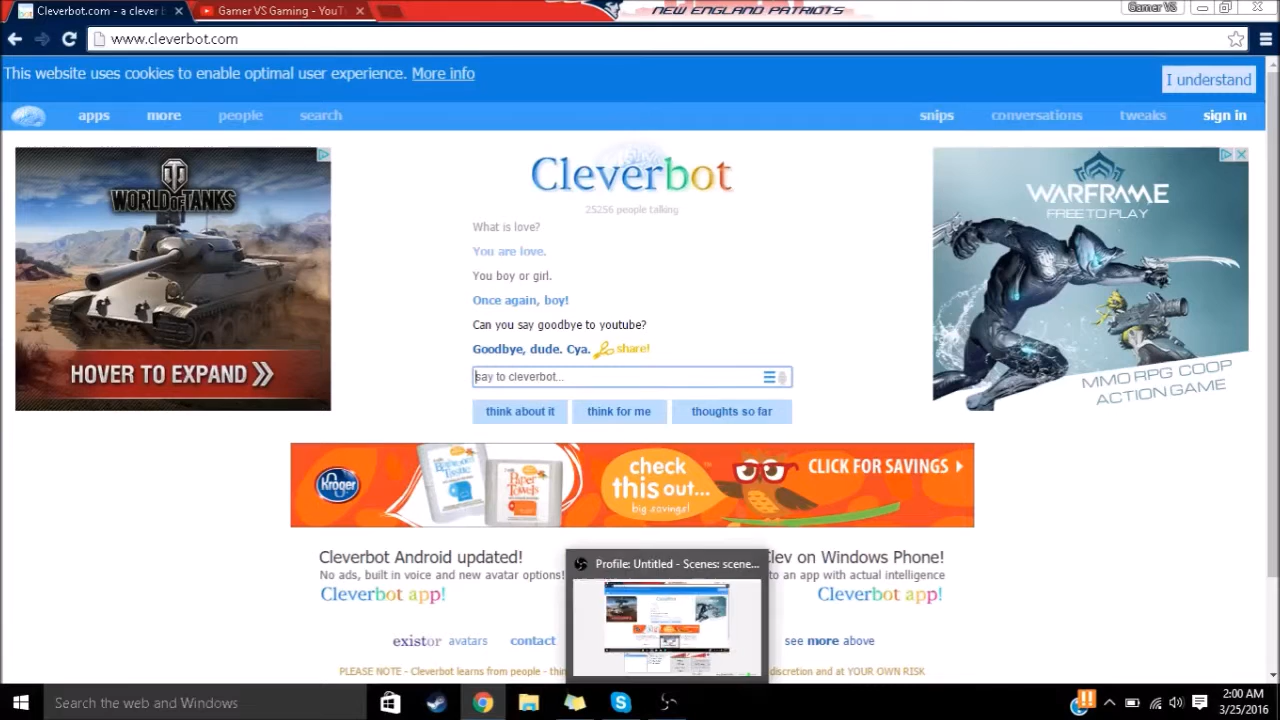 Cleverbot.com - a clever b
Gamer VS Gaming - YouT
NEW ENGLAND PATRIOTS
Gamer VS
www.cleverbot.com
This website uses cookies to enable optimal user experience. More info
I understand
apps more people search
snips conversations tweaks sign in
WORLD OF TANKS
HOVER TO EXPAND
Cleverbot
25256 people talking
What is love?
You are love.
You boy or girl.
Once again, boy!
Can you say goodbye to youtube?
Goodbye, dude. Cya. share!
say to cleverbot...
think about it think for me thoughts so far
WARFRAME
FREE TO PLAY
MMO RPG COOP
ACTION GAME
Kroger
Bathroom Tissue
Paper Towels
check this out...
big savings!
CLICK FOR SAVINGS
Cleverbot Android updated!
No ads, built in voice and new avatar options!
Cleverbot app!
Profile: Untitled - Scenes: scene...
Clev on Windows Phone!
to an app with actual intelligence
Cleverbot app!
existor avatars contact
see more above
PLEASE NOTE - Cleverbot learns from people - thin
discretion and at YOUR OWN RISK
Search the web and Windows
2:00 AM
3/25/2016